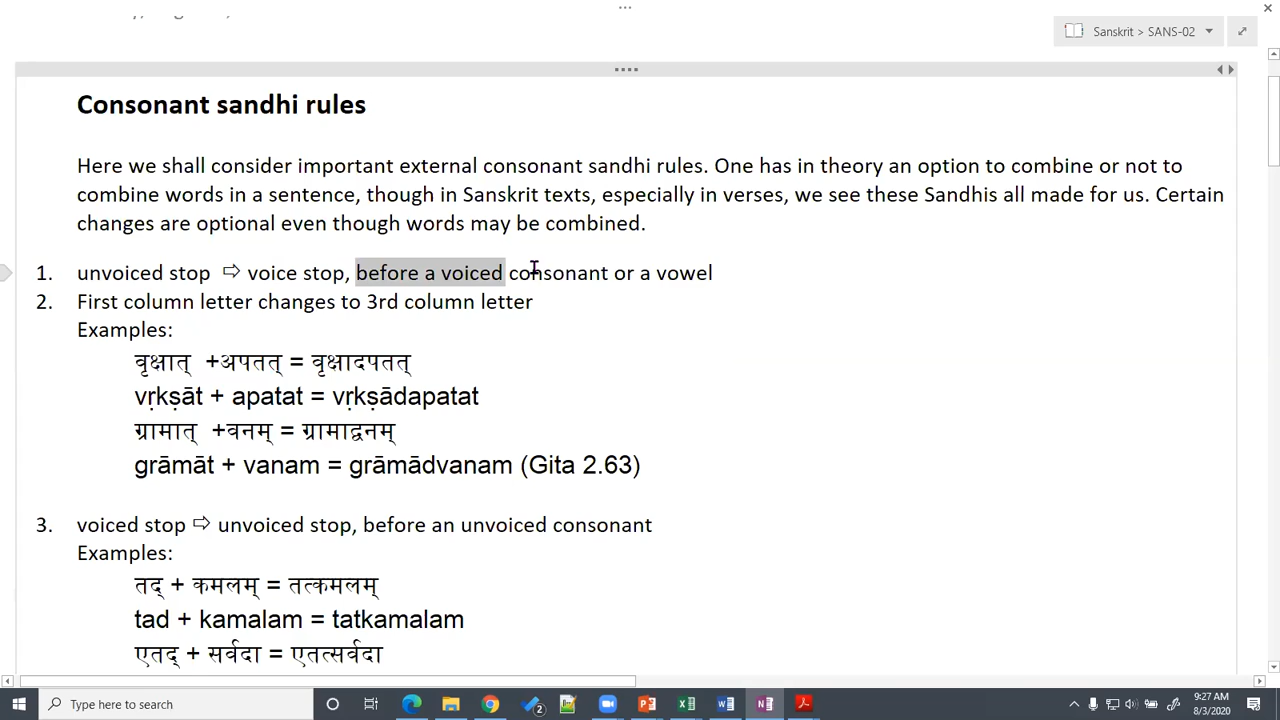 Sanskrit > SANS-02
Consonant sandhi rules
Here we shall consider important external consonant sandhi rules. One has in theory an option to combine or not to
combine words in a sentence, though in Sanskrit texts, especially in verses, we see these Sandhis all made for us. Certain
changes are optional even though words may be combined.
1. unvoiced stop ⇨ voice stop, before a voiced consonant or a vowel
2. First column letter changes to 3rd column letter
Examples:
वृक्षात् +अपतत् = वृक्षादपतत्
vṛkṣāt + apatat = vṛkṣādapatat
ग्रामात् +वनम् = ग्रामाद्वनम्
grāmāt + vanam = grāmādvanam (Gita 2.63)
3. voiced stop ⇨ unvoiced stop, before an unvoiced consonant
Examples:
तद् + कमलम् = तत्कमलम्
tad + kamalam = tatkamalam
एतद् + सर्वदा = एतत्सर्वदा
Type here to search
2
9:27 AM
8/3/2020